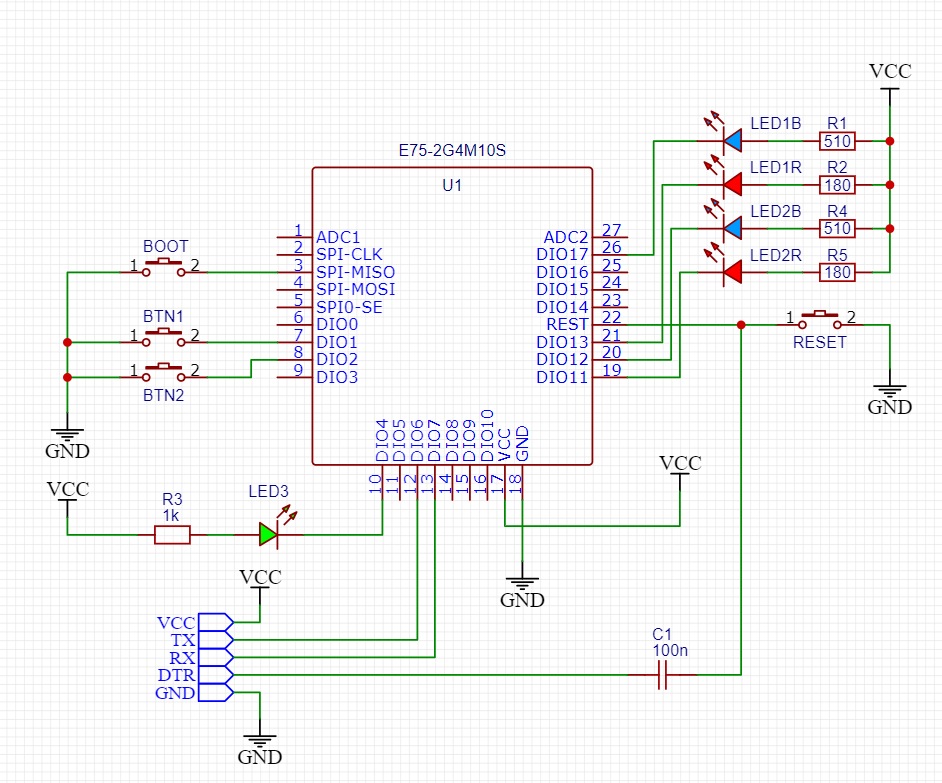 VCC
LED1B R1
510
LED1R R2
180
LED2B R4
510
LED2R R5
180
E75-2G4M10S
U1
1 ADC1
2 SPI-CLK
3 SPI-MISO
4 SPI-MOSI
5 SPI0-SE
6 DIO0
7 DIO1
8 DIO2
9 DIO3
ADC2 27
DIO17 26
DIO16 25
DIO15 24
DIO14 23
REST 22
DIO13 21
DIO12 20
DIO11 19
BOOT
1 2
BTN1
1 2
1 2
BTN2
GND
1 2
RESET
GND
DIO4 DIO5 DIO6 DIO7 DIO8 DIO9 DIO10 VCC GND
10 11 12 13 14 15 16 17 18
VCC
R3
1k
LED3
VCC
GND
VCC
VCC
TX
RX
DTR
GND
GND
C1
100n